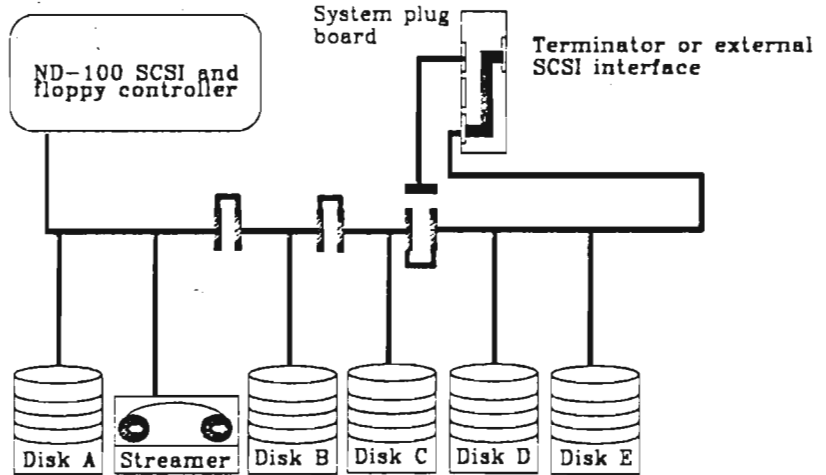 System plug
board
ND-100 SCSI and
floppy controller
Terminator or external
SCSI interface
Disk A
Streamer
Disk B
Disk C
Disk D
Disk E